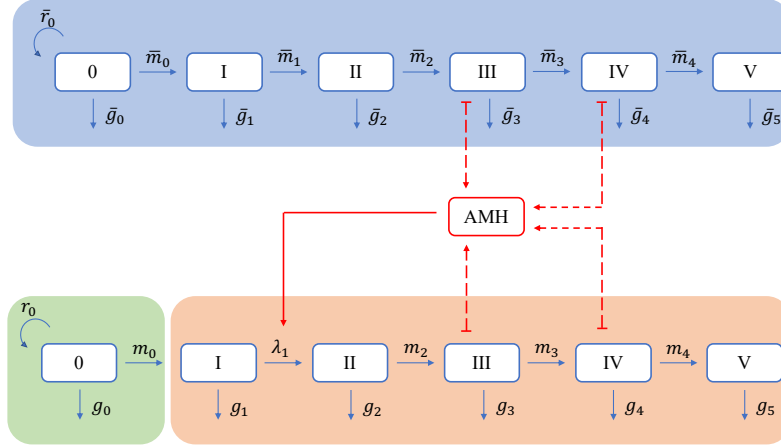 r̄₀
0 m̄₀ I m̄₁ II m̄₂ III m̄₃ IV m̄₄ V
ḡ₀ ḡ₁ ḡ₂ ḡ₃ ḡ₄ ḡ₅
AMH
r₀
0 m₀ I λ₁ II m₂ III m₃ IV m₄ V
g₀ g₁ g₂ g₃ g₄ g₅